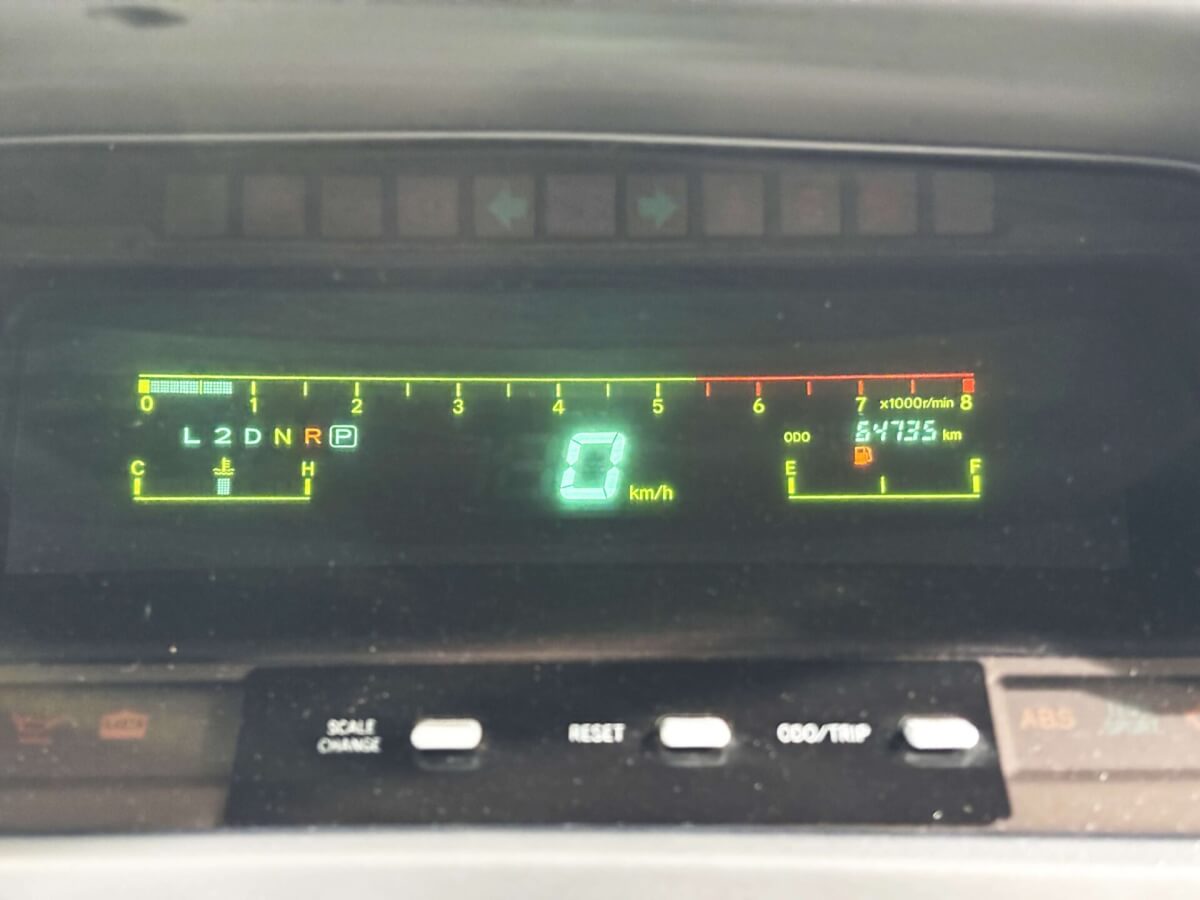 0 1 2 3 4 5 6 7 x1000r/min 8
L 2 D N R P
0 km/h
ODO 64735 km
C H
E F
SCALE
CHANGE
RESET
ODO/TRIP
ABS